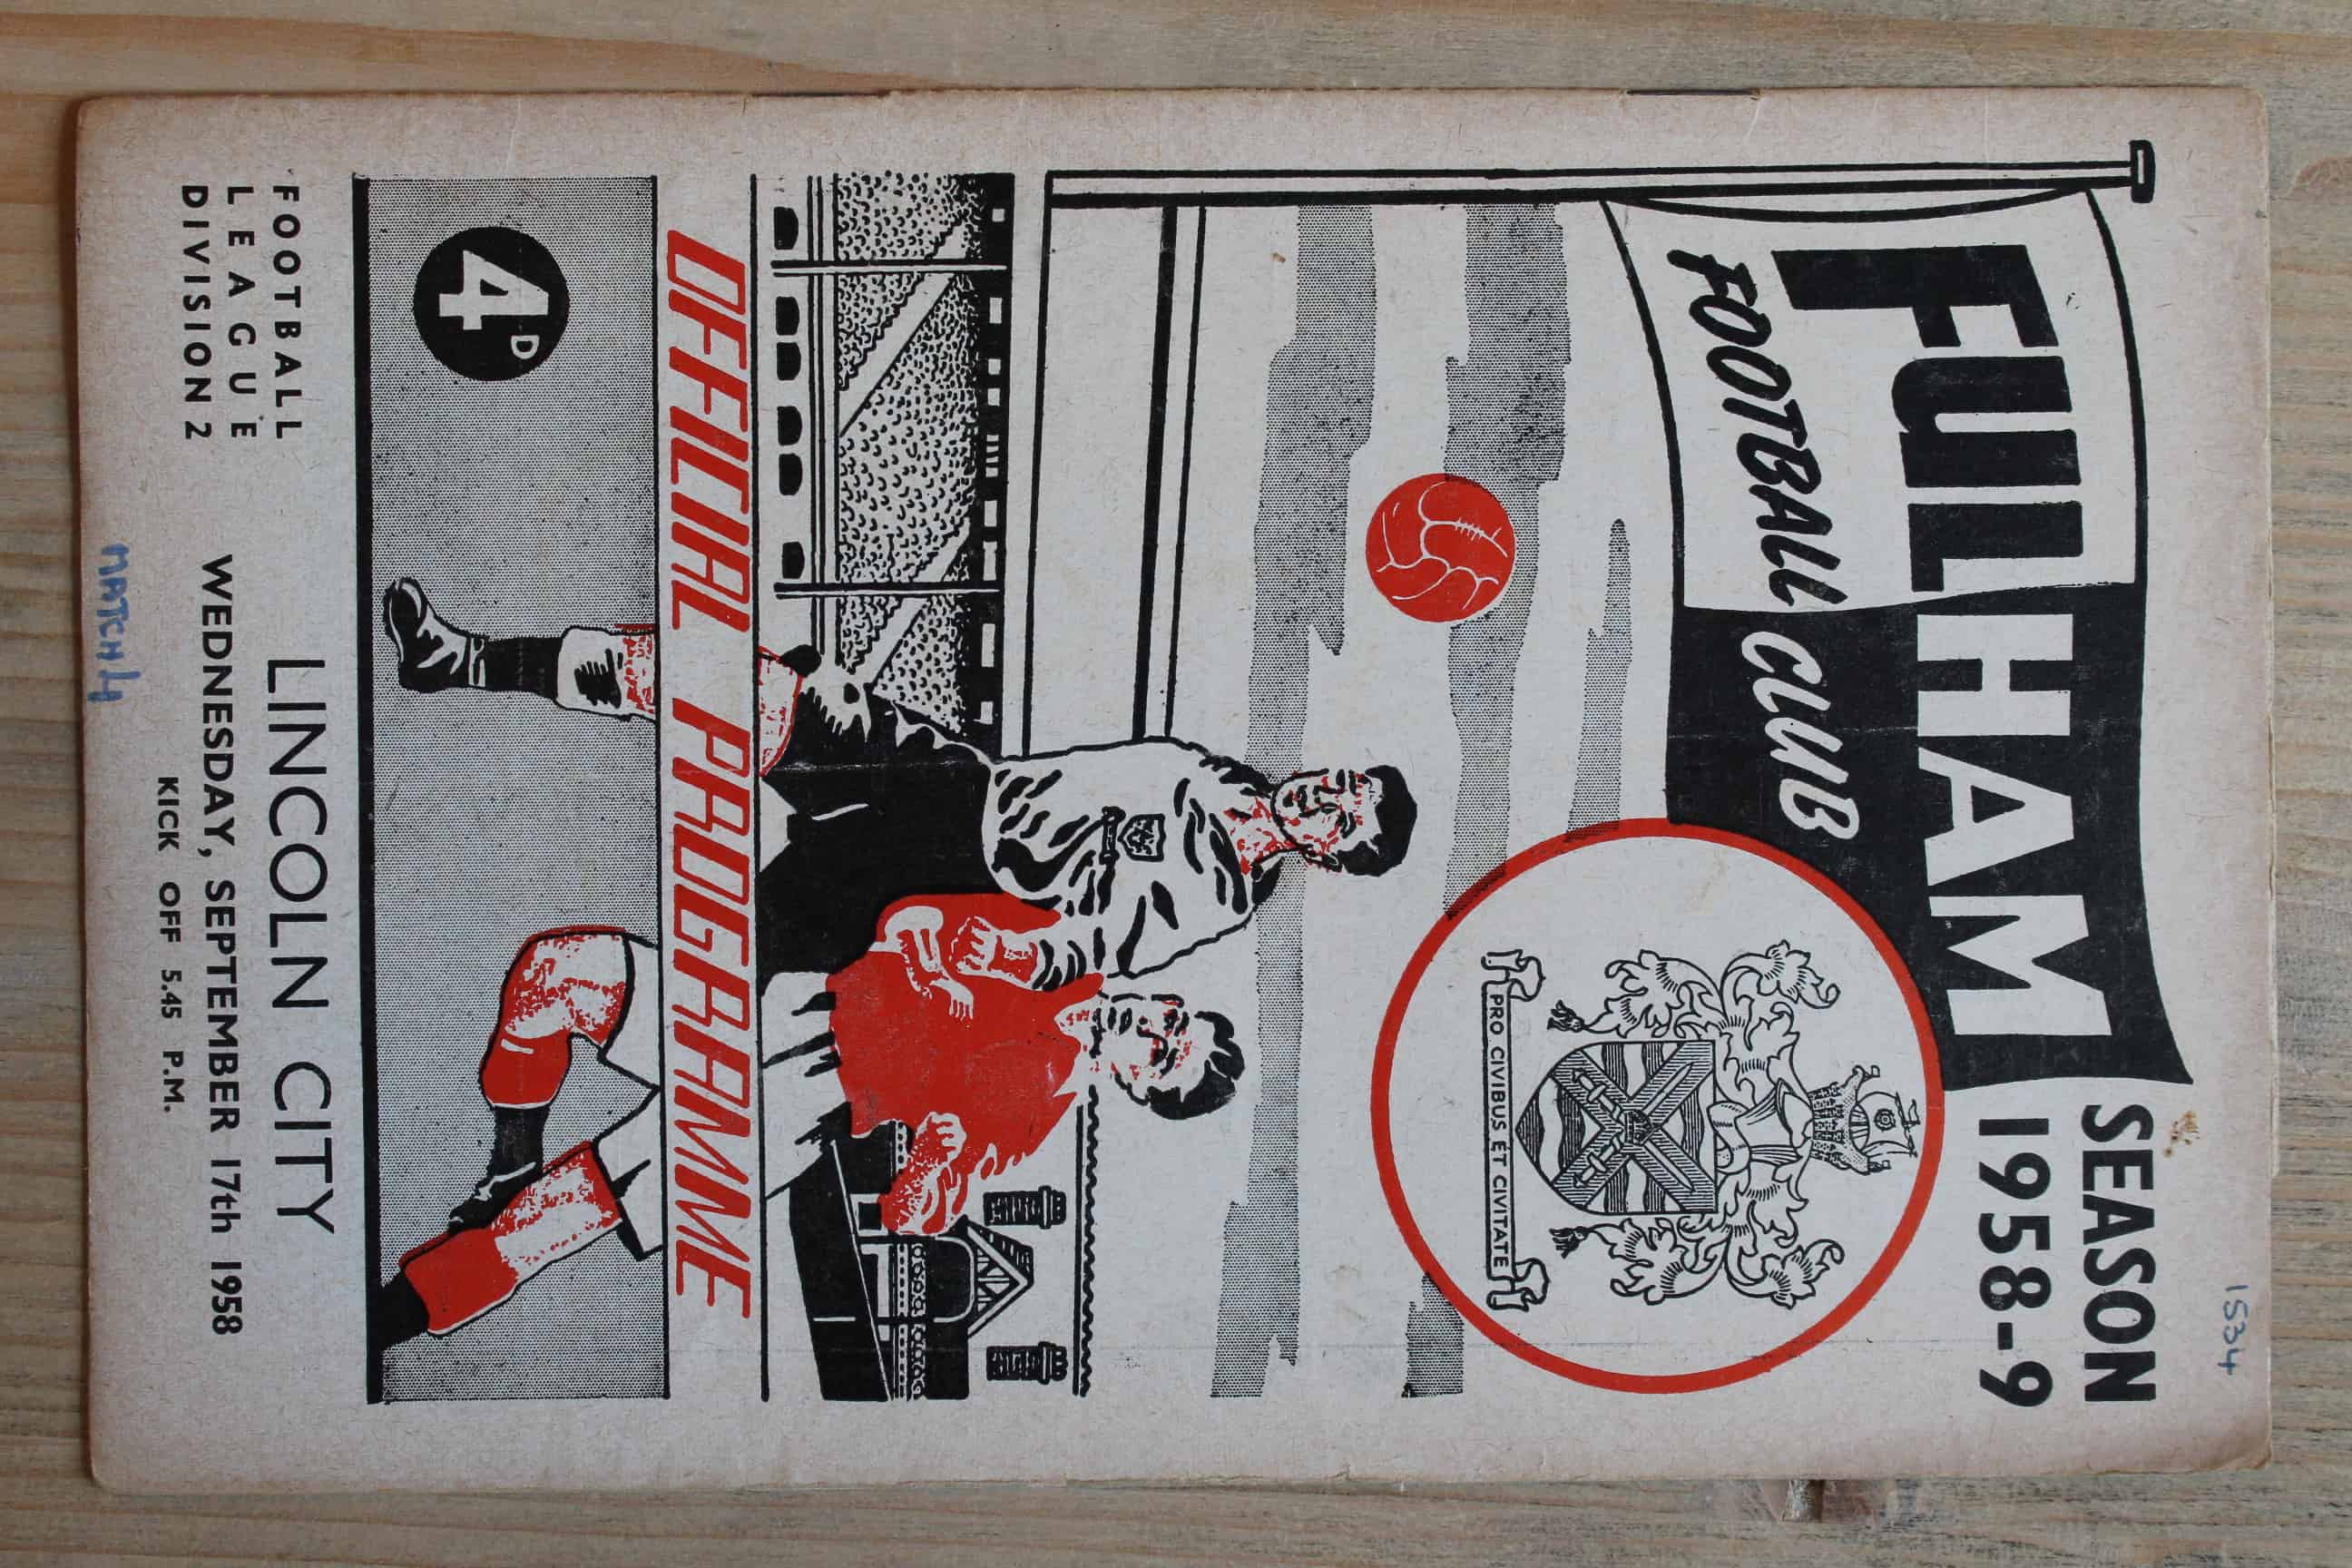 1534
SEASON
1958-9
FULHAM
FOOTBALL CLUB
PRO CIVIBUS ET CIVITATE
OFFICIAL PROGRAMME
4D
FOOTBALL
LEAGUE
DIVISION 2
LINCOLN CITY
WEDNESDAY, SEPTEMBER 17th 1958
KICK OFF 5.45 P.M.
MATCH 4